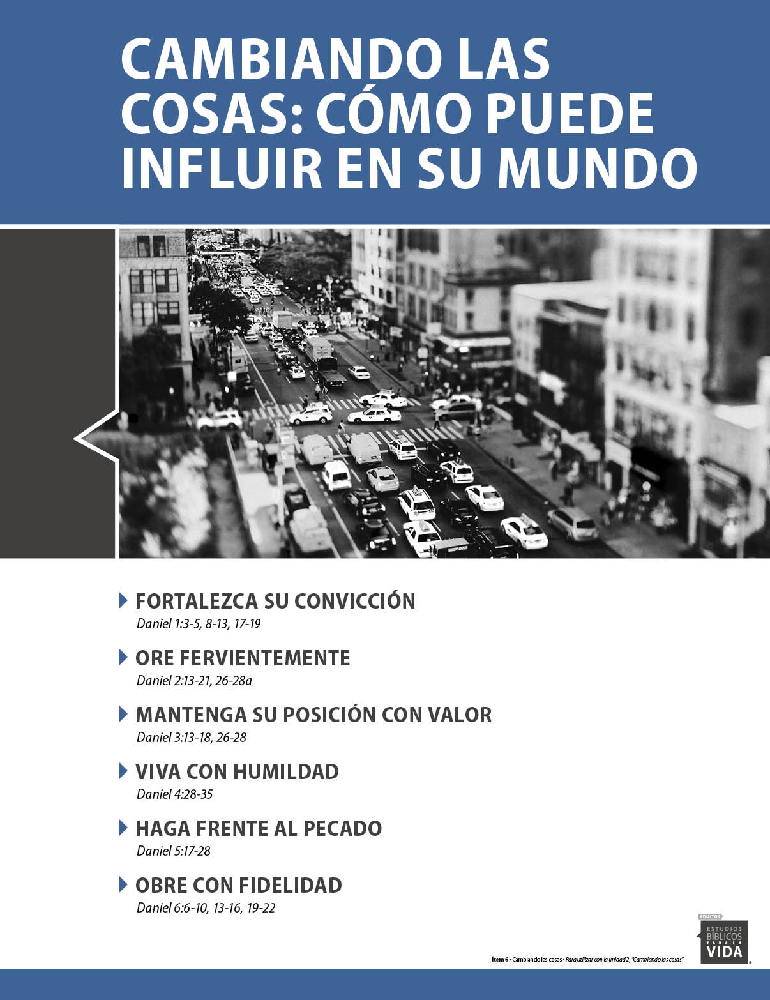 CAMBIANDO LAS
COSAS: CÓMO PUEDE
INFLUIR EN SU MUNDO
FORTALEZCA SU CONVICCIÓN
Daniel 1:3-5, 8-13, 17-19
ORE FERVIENTEMENTE
Daniel 2:13-21, 26-28a
MANTENGA SU POSICIÓN CON VALOR
Daniel 3:13-18, 26-28
VIVA CON HUMILDAD
Daniel 4:28-35
HAGA FRENTE AL PECADO
Daniel 5:17-28
OBRE CON FIDELIDAD
Daniel 6:6-10, 13-16, 19-22
ADULTOS
ESTUDIOS
BÍBLICOS
PARA LA
VIDA
Ítem 6 • Cambiando las cosas • Para utilizar con la unidad 2, "Cambiando las cosas"